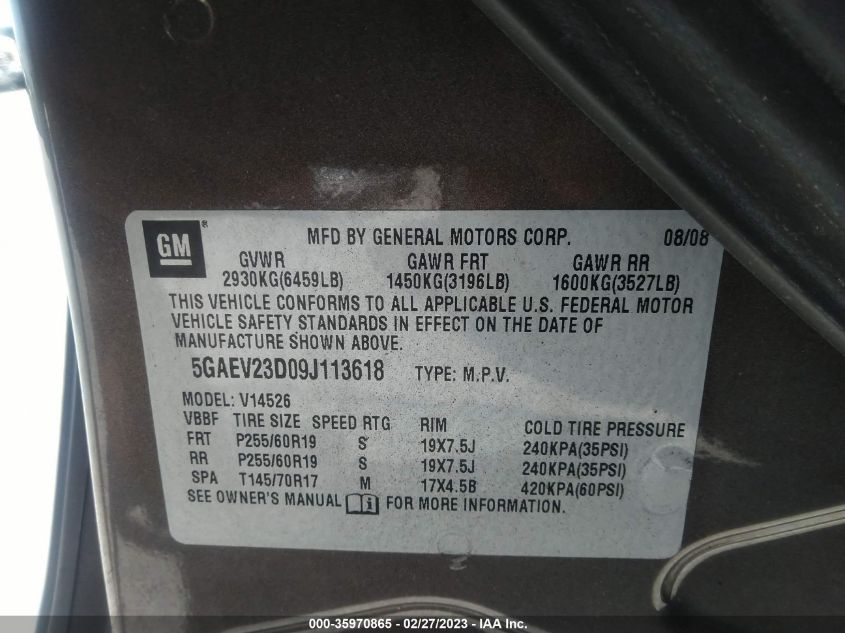 GM ®
MFD BY GENERAL MOTORS CORP. 08/08
GVWR GAWR FRT GAWR RR
2930KG(6459LB) 1450KG(3196LB) 1600KG(3527LB)
THIS VEHICLE CONFORMS TO ALL APPLICABLE U.S. FEDERAL MOTOR
VEHICLE SAFETY STANDARDS IN EFFECT ON THE DATE OF
MANUFACTURE SHOWN ABOVE.
5GAEV23D09J113618 TYPE: M.P.V.
MODEL: V14526
VBBF TIRE SIZE SPEED RTG RIM COLD TIRE PRESSURE
FRT P255/60R19 S 19X7.5J 240KPA(35PSI)
RR P255/60R19 S 19X7.5J 240KPA(35PSI)
SPA T145/70R17 M 17X4.5B 420KPA(60PSI)
SEE OWNER'S MANUAL i FOR MORE INFORMATION.
000-35970865 - 02/27/2023 - IAA Inc.